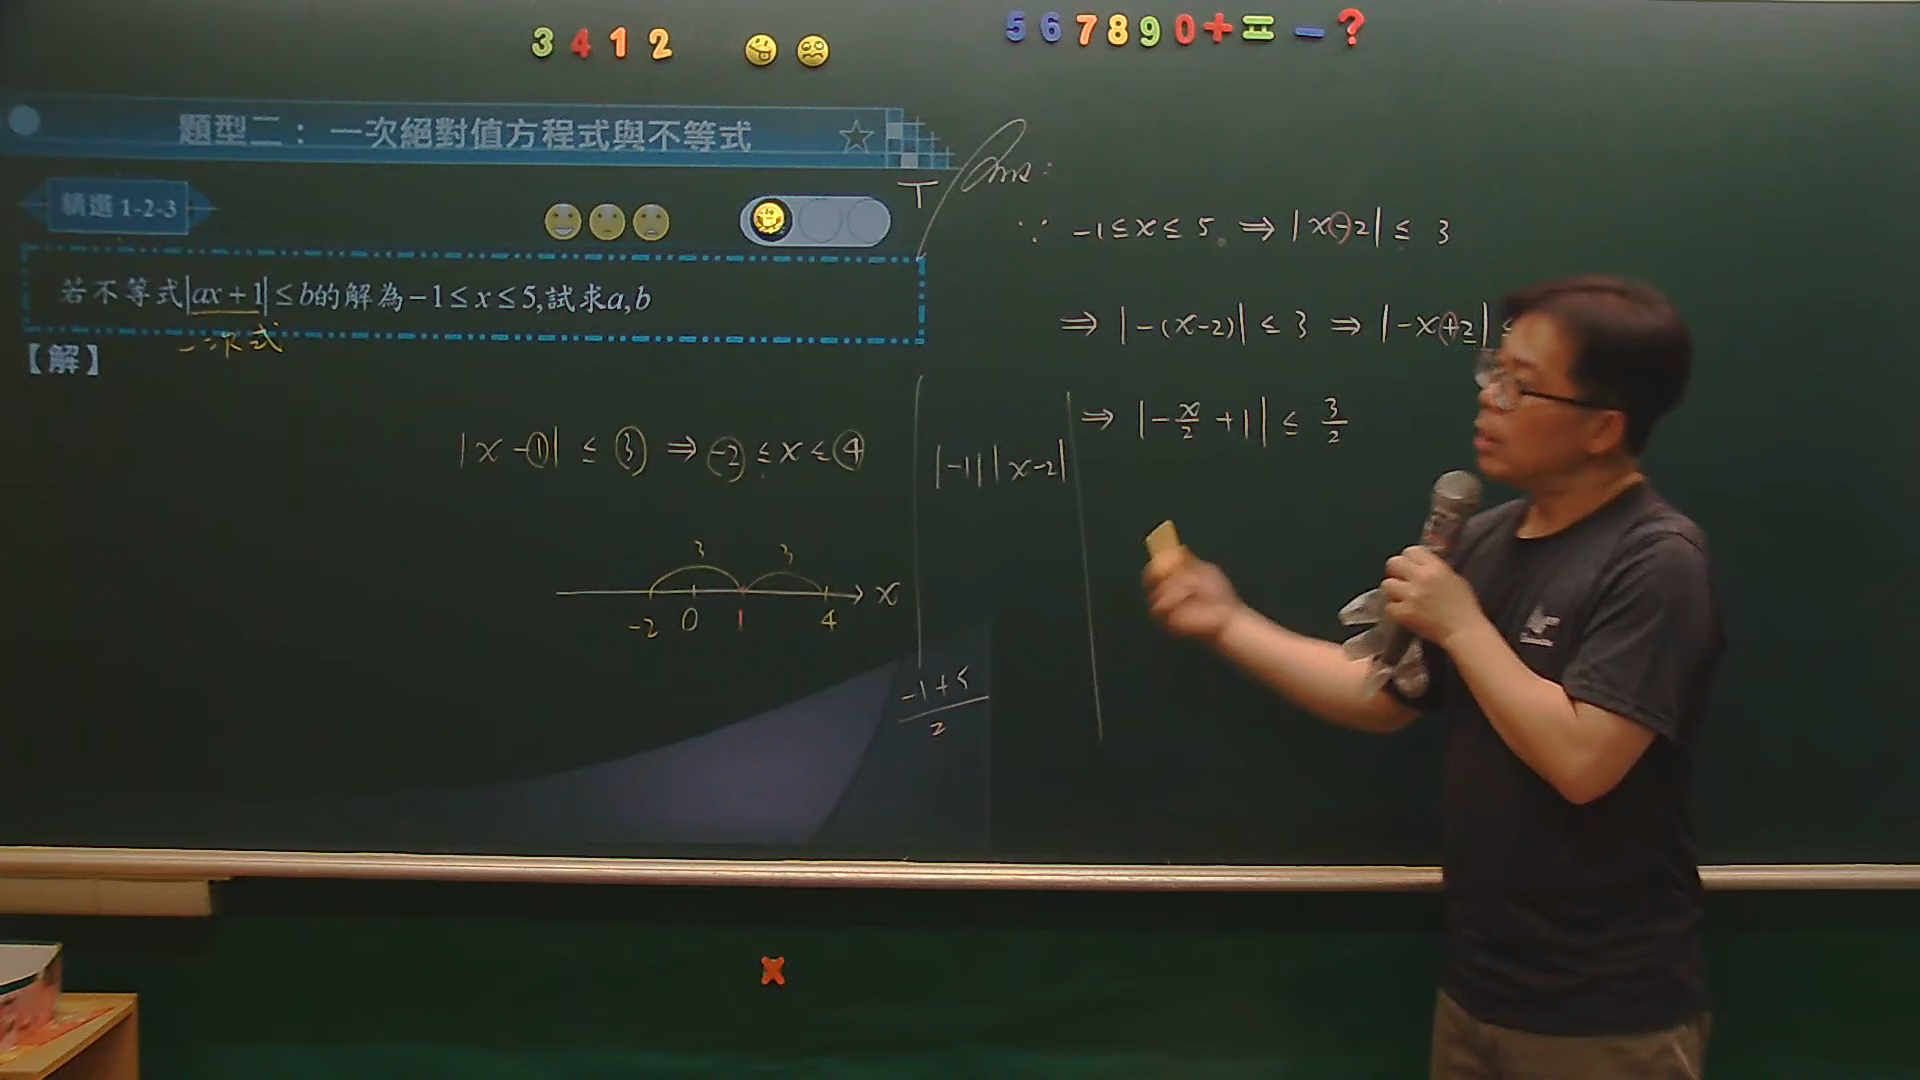 3 4 1 2
5 6 7 8 9 0 + = − ?
題型二：一次絕對值方程式與不等式
精選 1-2-3
若不等式|ax+1|≤b的解為−1≤x≤5,試求a,b
一次式
【解】
|x−1| ≤ 3 ⇒ −2 ≤ x ≤ 4
3 3
−2 0 1 4 x
|−1||x−2|
−1+5
2
T
Ans:
∵ −1≤x≤5 ⇒ |x−2| ≤ 3
⇒ |−(x−2)| ≤ 3 ⇒ |−x+2| ≤
⇒ |−x/2+1| ≤ 3/2
x